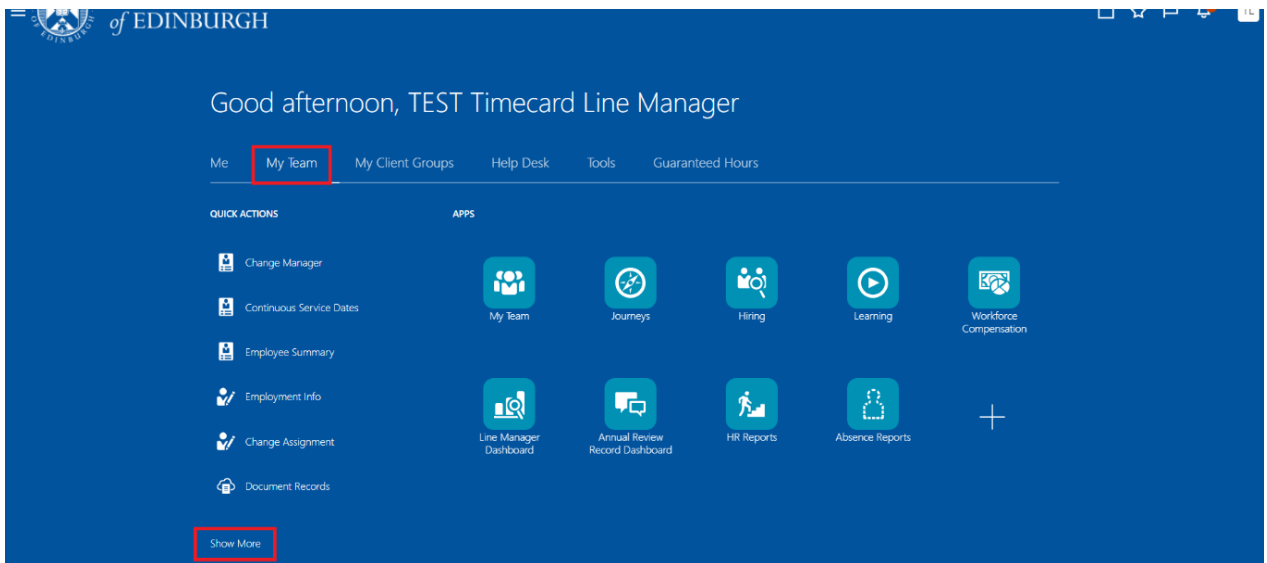 of EDINBURGH
Good afternoon, TEST Timecard Line Manager
Me My Team My Client Groups Help Desk Tools Guaranteed Hours
QUICK ACTIONS
Change Manager
Continuous Service Dates
Employee Summary
Employment Info
Change Assignment
Document Records
Show More
APPS
My Team
Journeys
Hiring
Learning
Workforce
Compensation
Line Manager
Dashboard
Annual Review
Record Dashboard
HR Reports
Absence Reports